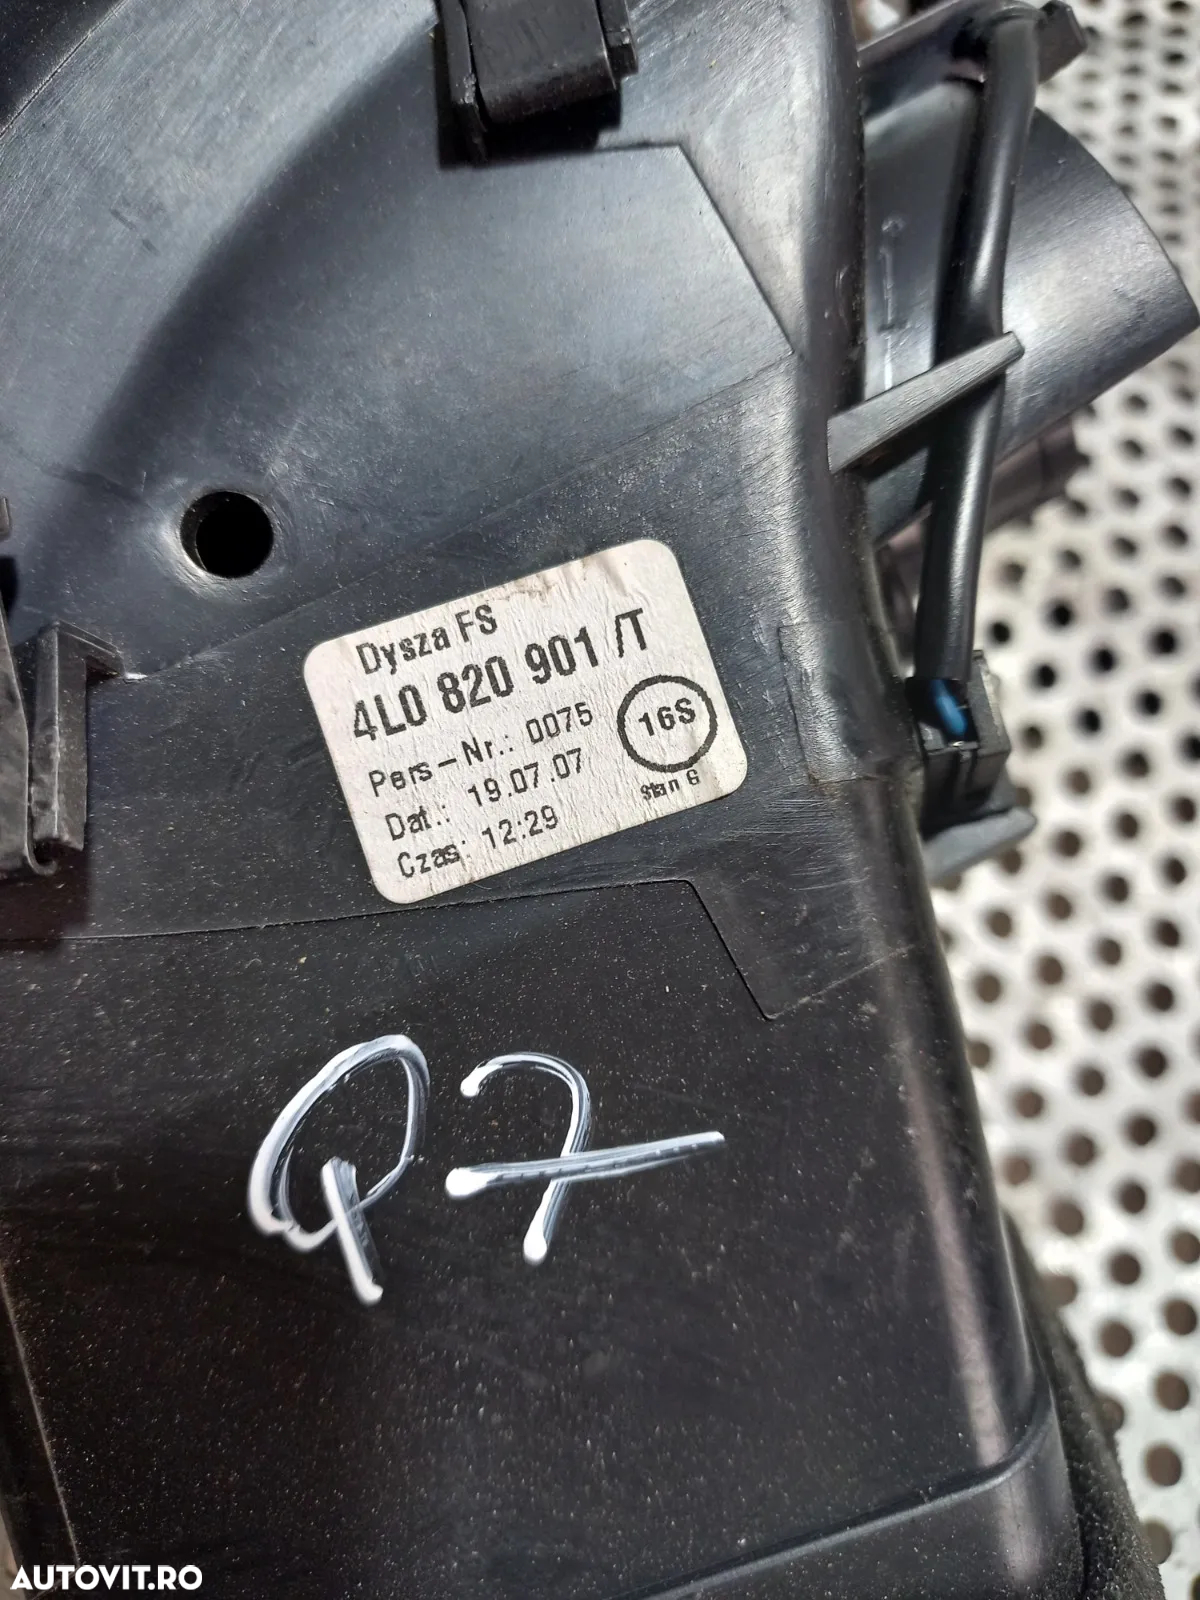 Dysza FS
4L0 820 901 /T
Pers-Nr.: 0075
16S
Dat.: 19.07.07
Stan G
Czas: 12:29
Q7
AUTOVIT.RO